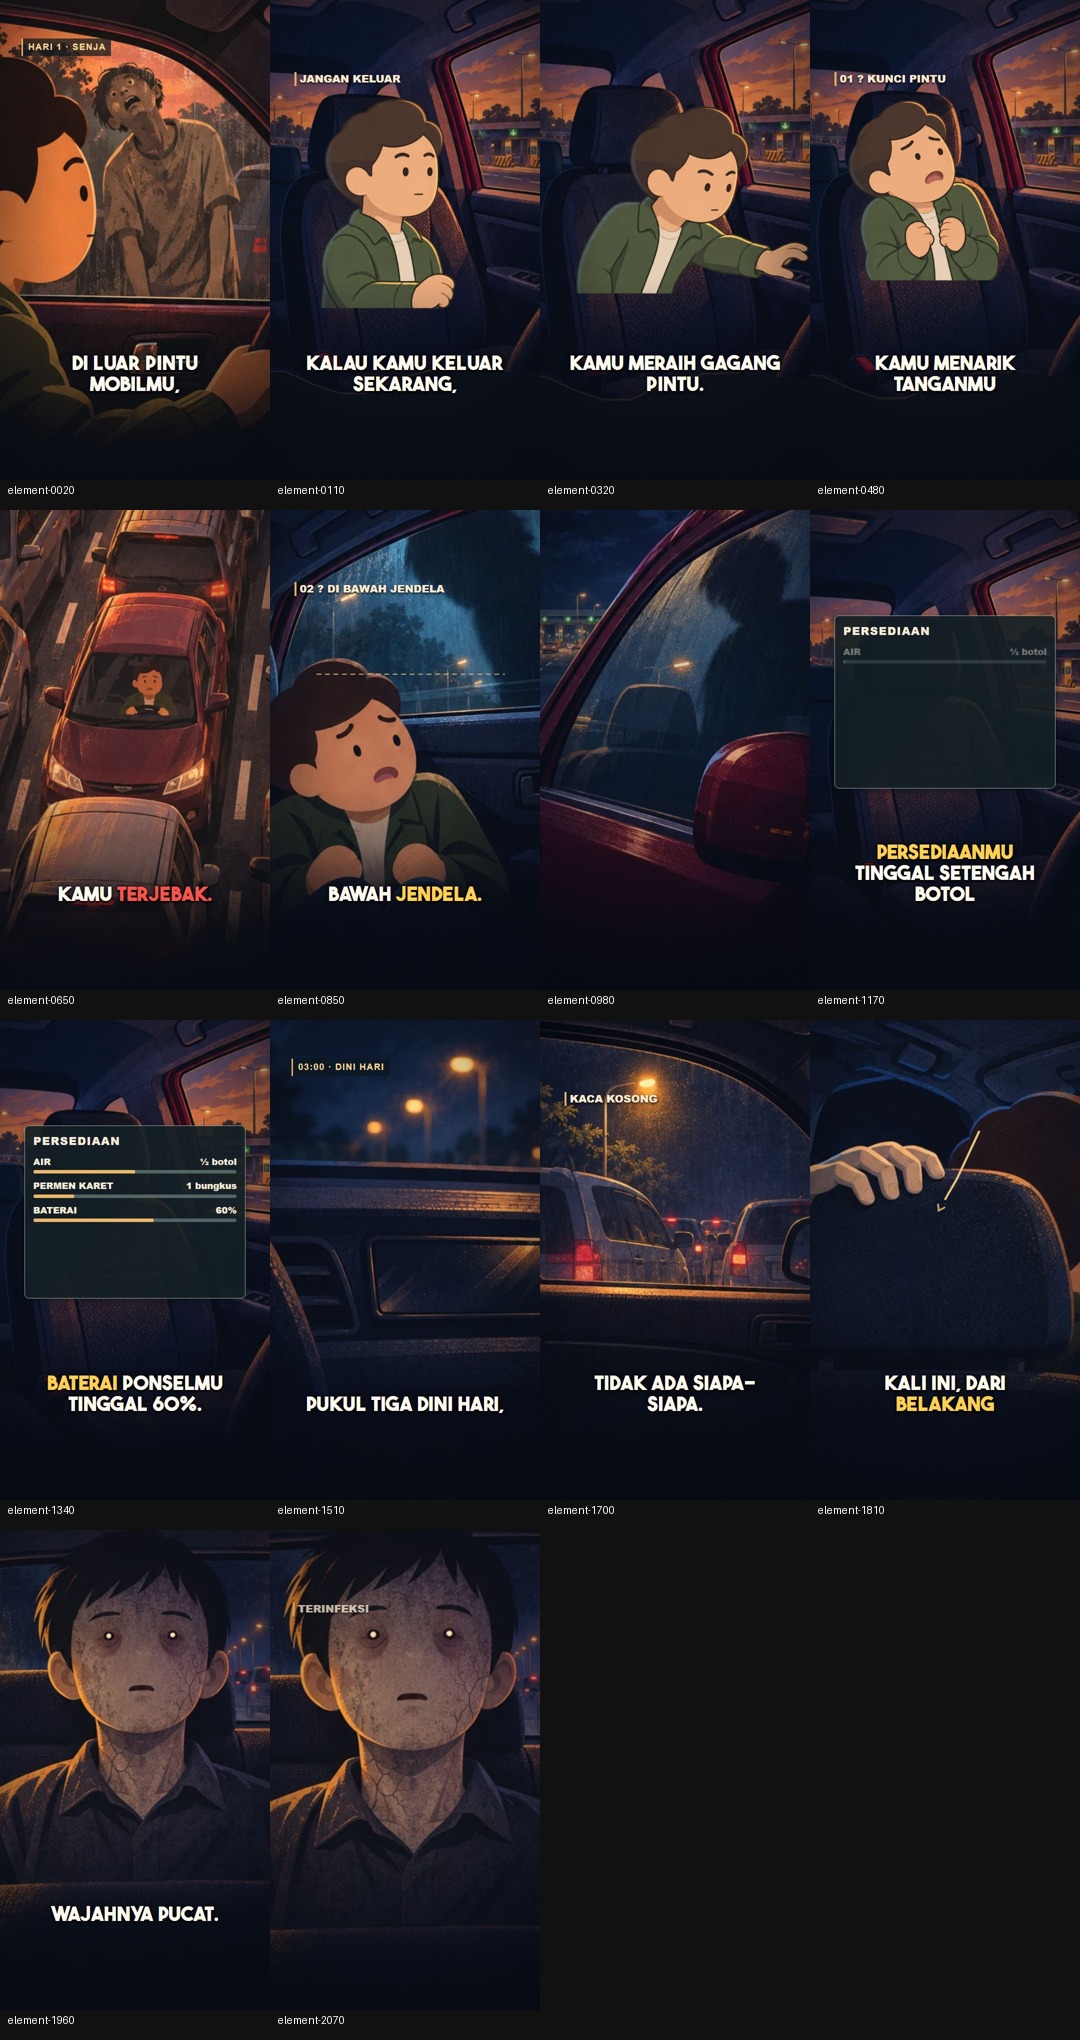 HARI 1 · SENJA
DI LUAR PINTU
MOBILMU,
element-0020
JANGAN KELUAR
KALAU KAMU KELUAR
SEKARANG,
element-0110
KAMU MERAIH GAGANG
PINTU.
element-0320
01 ? KUNCI PINTU
KAMU MENARIK
TANGANMU
element-0480
KAMU TERJEBAK.
element-0650
02 ? DI BAWAH JENDELA
BAWAH JENDELA.
element-0850
element-0980
PERSEDIAAN
AIR ½ botol
PERSEDIAANMU
TINGGAL SETENGAH
BOTOL
element-1170
PERSEDIAAN
AIR ½ botol
PERMEN KARET 1 bungkus
BATERAI 60%
BATERAI PONSELMU
TINGGAL 60%.
element-1340
03:00 · DINI HARI
PUKUL TIGA DINI HARI,
element-1510
KACA KOSONG
TIDAK ADA SIAPA-
SIAPA.
element-1700
KALI INI, DARI
BELAKANG
element-1810
WAJAHNYA PUCAT.
element-1960
TERINFEKSI
element-2070